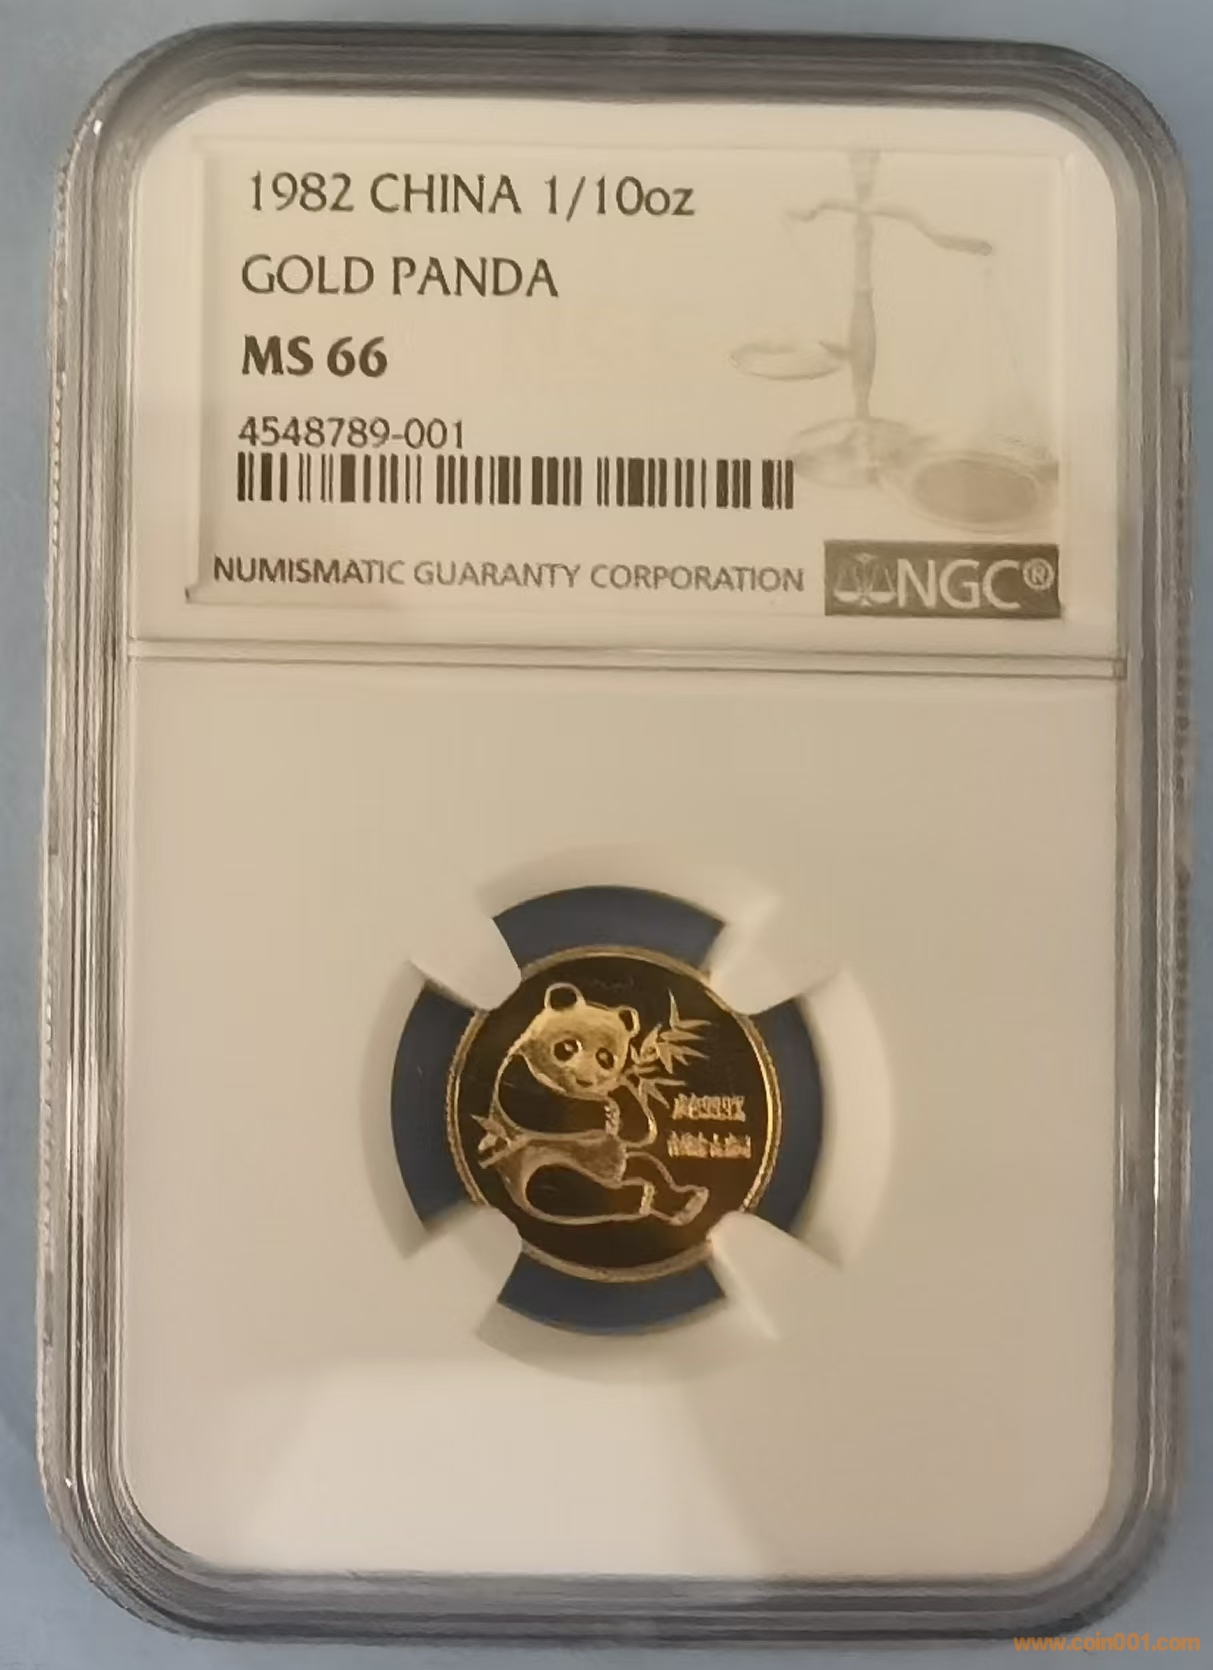 1982 CHINA 1/10oz
GOLD PANDA
MS 66
4548789-001
NUMISMATIC GUARANTY CORPORATION
NGC®
www.coin001.com